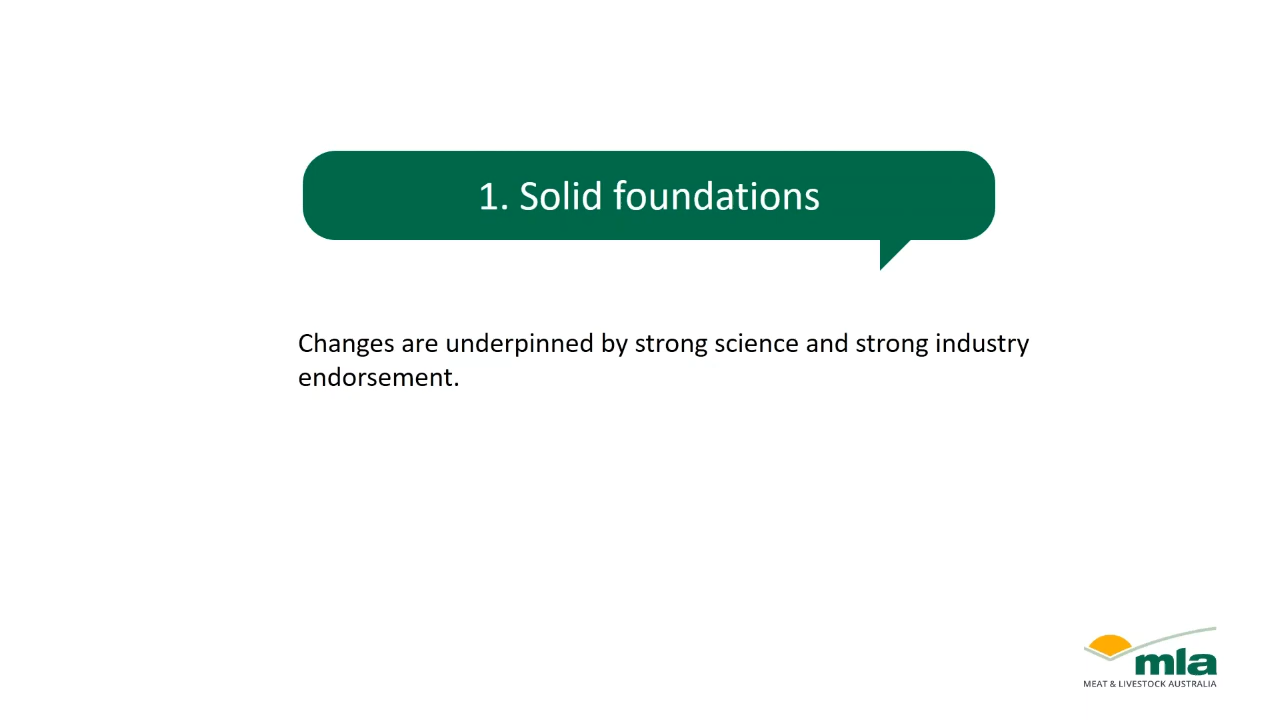 1. Solid foundations
Changes are underpinned by strong science and strong industry
endorsement.
mla
MEAT & LIVESTOCK AUSTRALIA